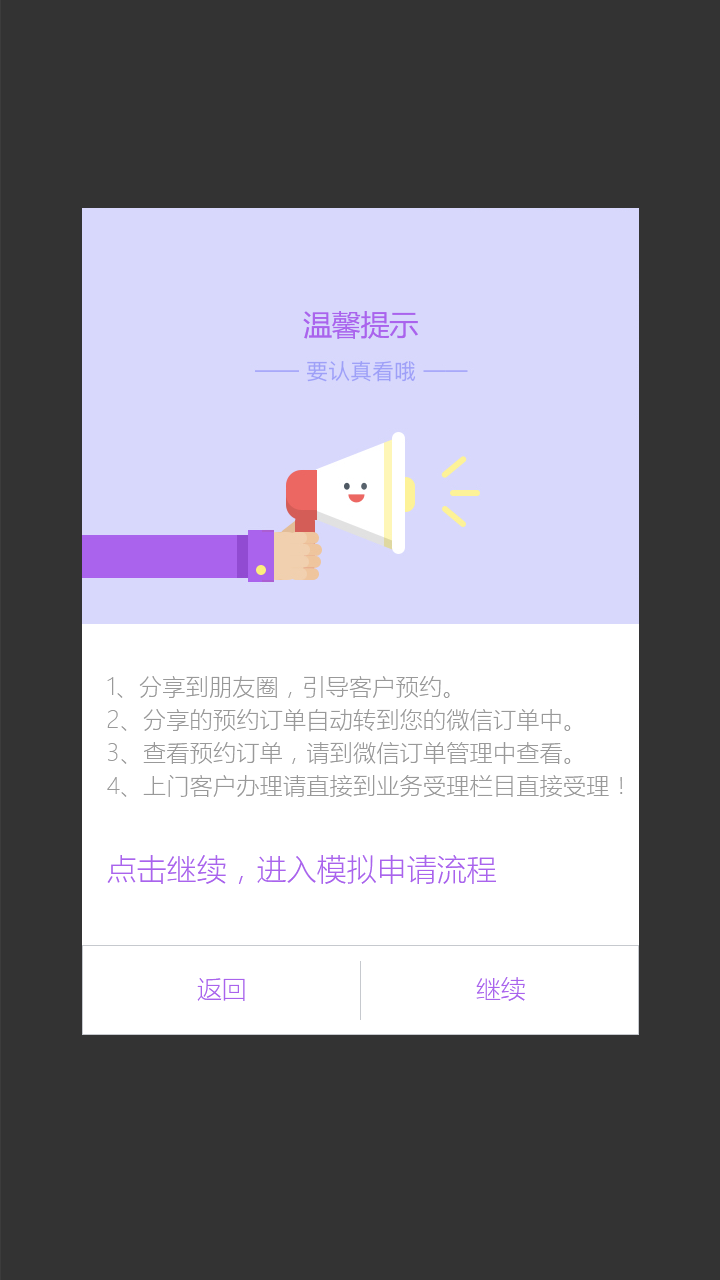 温馨提示
要认真看哦
1、分享到朋友圈，引导客户预约。
2、分享的预约订单自动转到您的微信订单中。
3、查看预约订单，请到微信订单管理中查看。
4、上门客户办理请直接到业务受理栏目直接受理！
点击继续，进入模拟申请流程
返回
继续